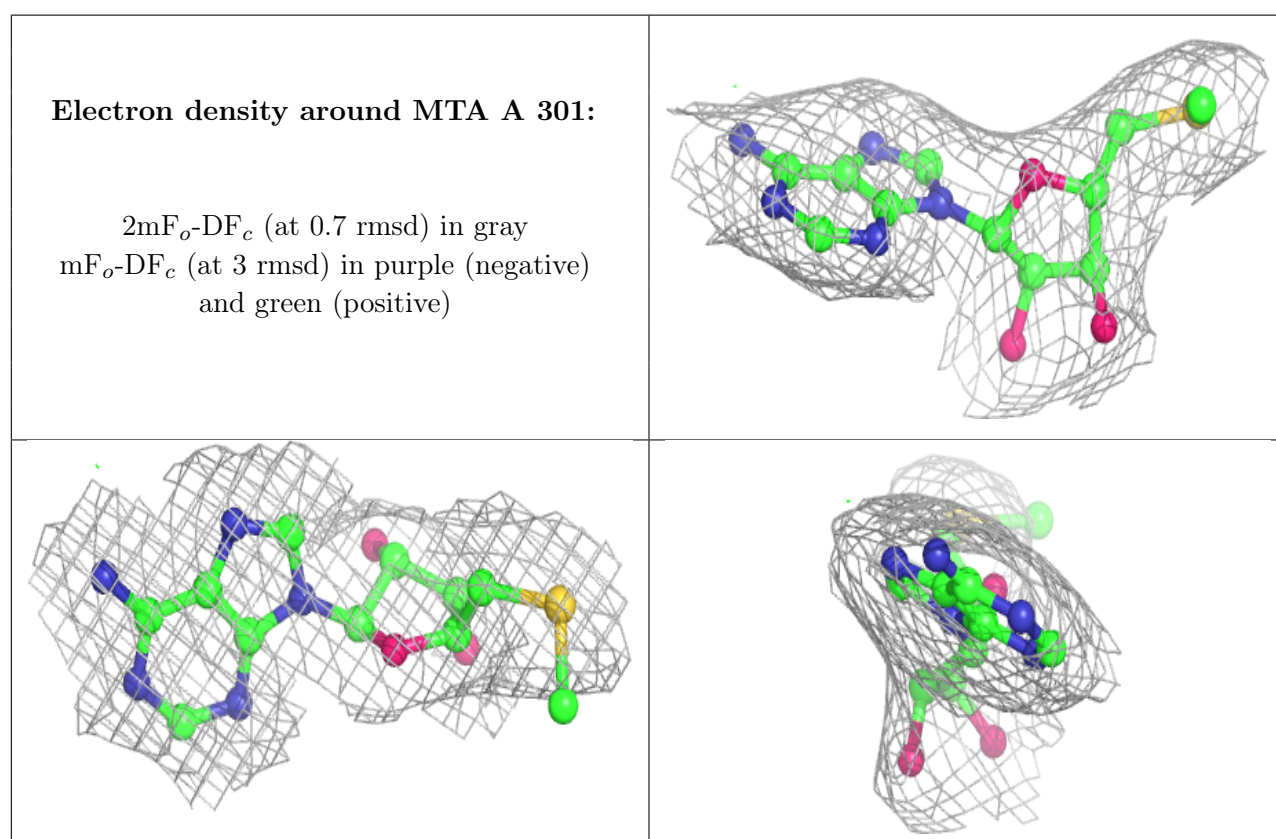 Electron density around MTA A 301:
2mFo-DFc (at 0.7 rmsd) in gray
mFo-DFc (at 3 rmsd) in purple (negative)
and green (positive)